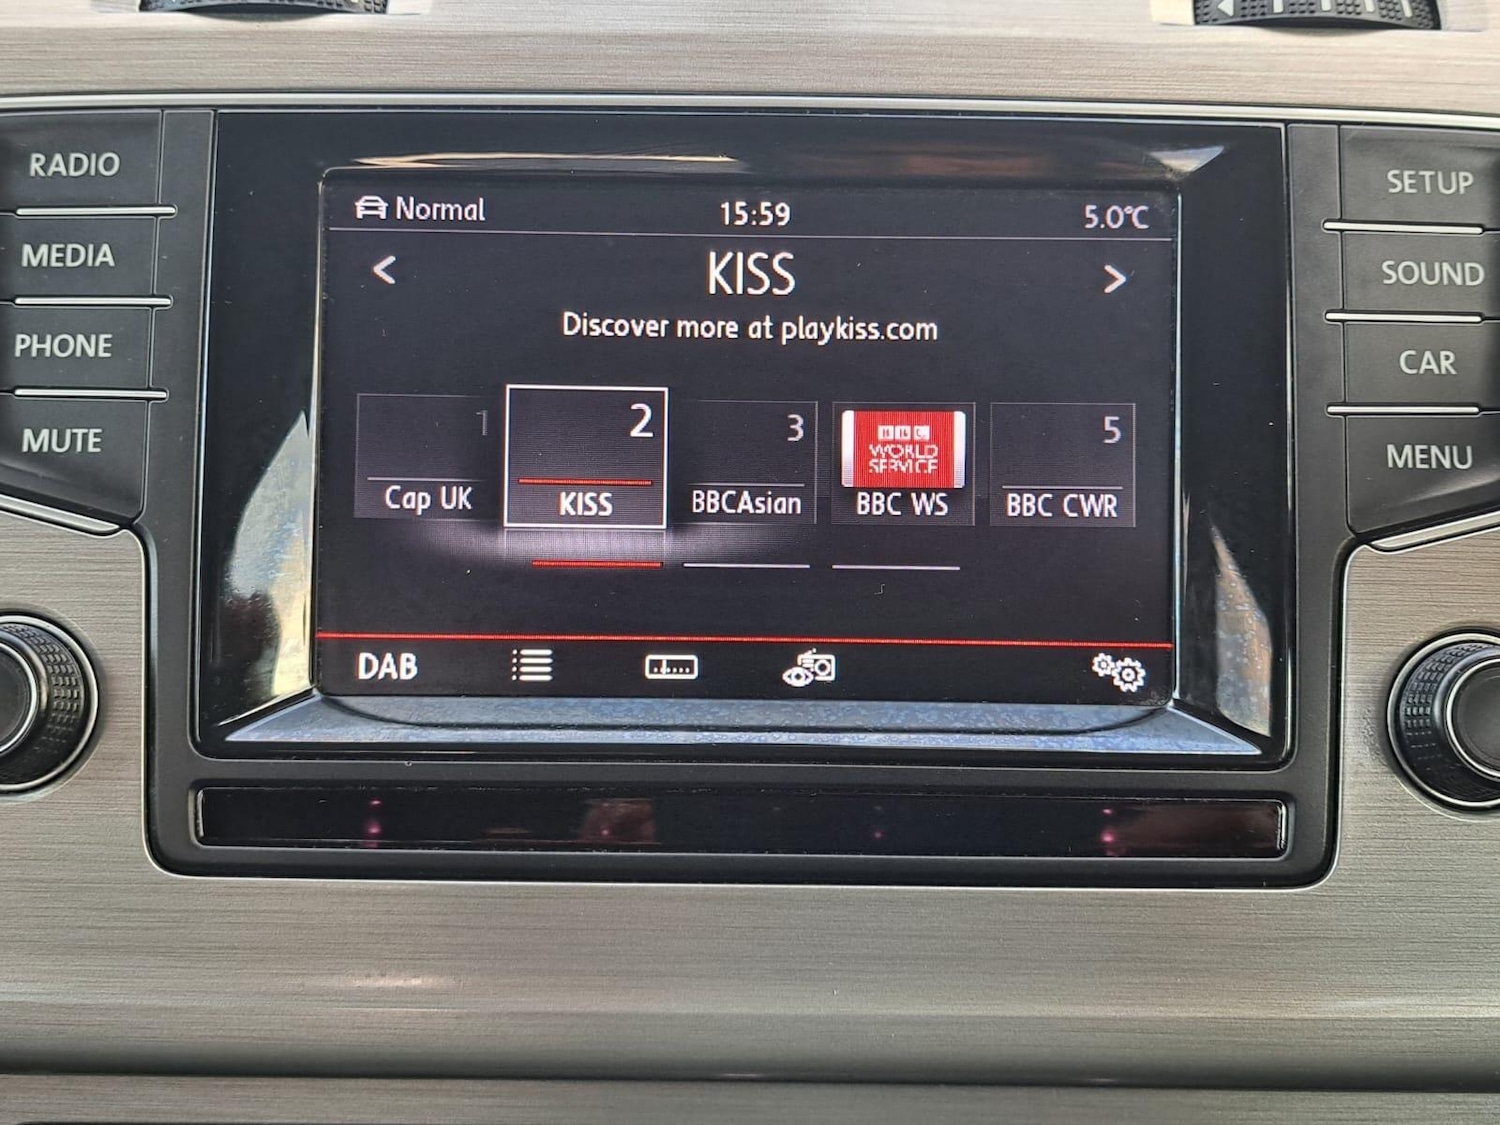 RADIO
MEDIA
PHONE
MUTE
Normal 15:59 5.0°C
< KISS >
Discover more at playkiss.com
1 2 3 5
BBC
WORLD
SERVICE
Cap UK KISS BBCAsian BBC WS BBC CWR
DAB
SETUP
SOUND
CAR
MENU